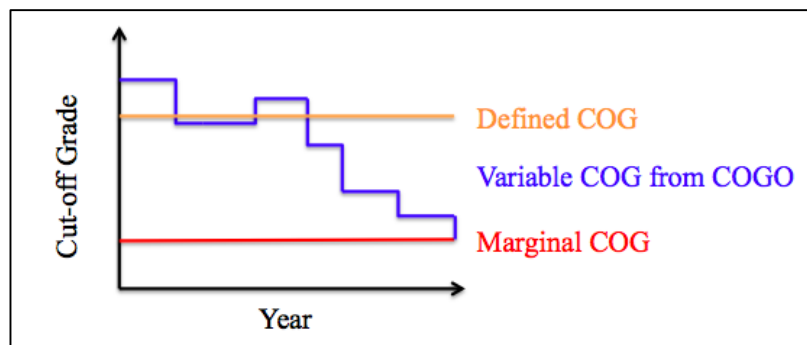 Cut-off Grade
Defined COG
Variable COG from COGO
Marginal COG
Year